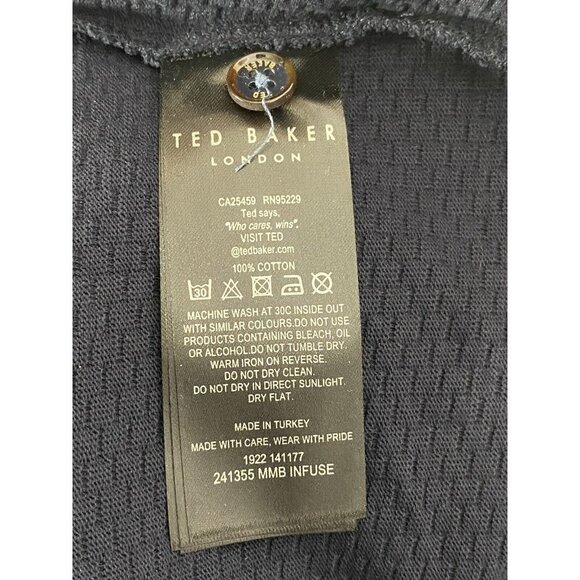 BAKER
TED
TED BAKER
LONDON
CA25459 RN95229
Ted says,
"Who cares, wins".
VISIT TED
@tedbaker.com
100% COTTON
30
MACHINE WASH AT 30C INSIDE OUT
WITH SIMILAR COLOURS.DO NOT USE
PRODUCTS CONTAINING BLEACH, OIL
OR ALCOHOL.DO NOT TUMBLE DRY.
WARM IRON ON REVERSE.
DO NOT DRY CLEAN.
DO NOT DRY IN DIRECT SUNLIGHT.
DRY FLAT.
MADE IN TURKEY
MADE WITH CARE, WEAR WITH PRIDE
1922 141177
241355 MMB INFUSE